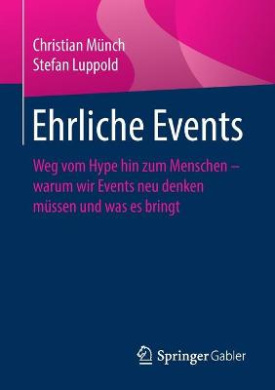 Christian Münch
Stefan Luppold
Ehrliche Events
Weg vom Hype hin zum Menschen –
warum wir Events neu denken
müssen und was es bringt
Springer Gabler